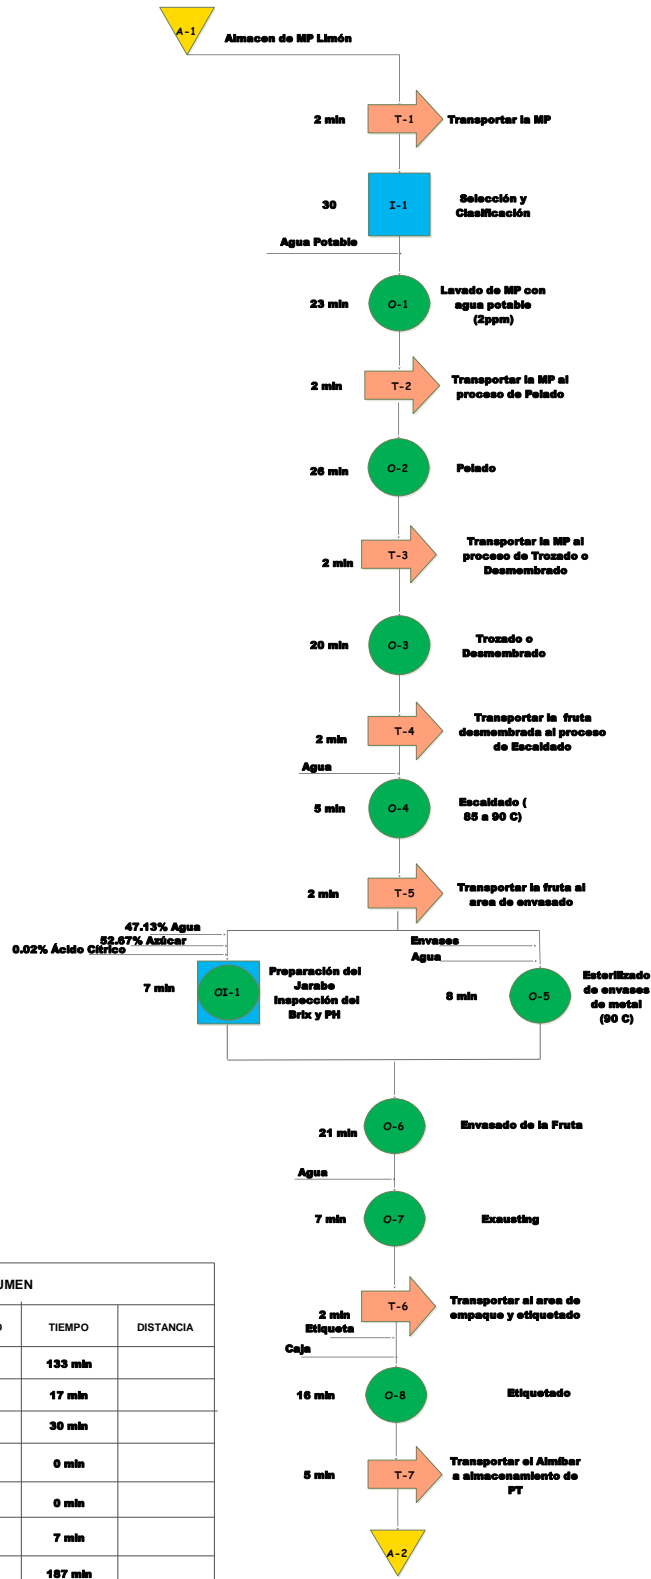 A-1
Almacen de MP Limón
2 min
T-1
Transportar la MP
30
I-1
Selección y
Clasificación
Agua Potable
23 min
O-1
Lavado de MP con
agua potable
(2ppm)
2 min
T-2
Transportar la MP al
proceso de Pelado
26 min
O-2
Pelado
2 min
T-3
Transportar la MP al
proceso de Trozado o
Desmembrado
20 min
O-3
Trozado o
Desmembrado
2 min
T-4
Transportar la fruta
desmembrada al proceso
de Escaldado
Agua
5 min
O-4
Escaldado (
85 a 90 C)
2 min
T-5
Transportar la fruta al
area de envasado
47.13% Agua
52.67% Azúcar
0.02% Ácido Cítrico
7 min
OI-1
Preparación del
Jarabe
Inspección del
Brix y PH
Envases
Agua
8 min
O-5
Esterilizado
de envases
de metal
(90 C)
21 min
O-6
Envasado de la Fruta
Agua
7 min
O-7
Exausting
2 min
T-6
Transportar al area de
empaque y etiquetado
Etiqueta
Caja
16 min
O-8
Etiquetado
5 min
T-7
Transportar el Almíbar
a almacenamiento de
PT
A-2
UMEN
O
TIEMPO
DISTANCIA
133 min
17 min
30 min
0 min
0 min
7 min
187 min